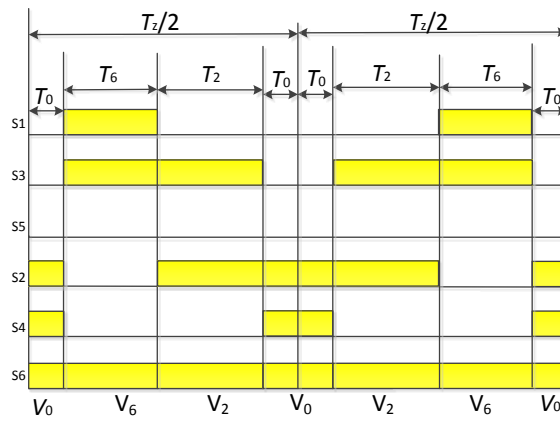 Tz/2 Tz/2
T6 T2 T0 T0 T2 T6
T0 T0
S1
S3
S5
S2
S4
S6
V0 V6 V2 V0 V2 V6 V0